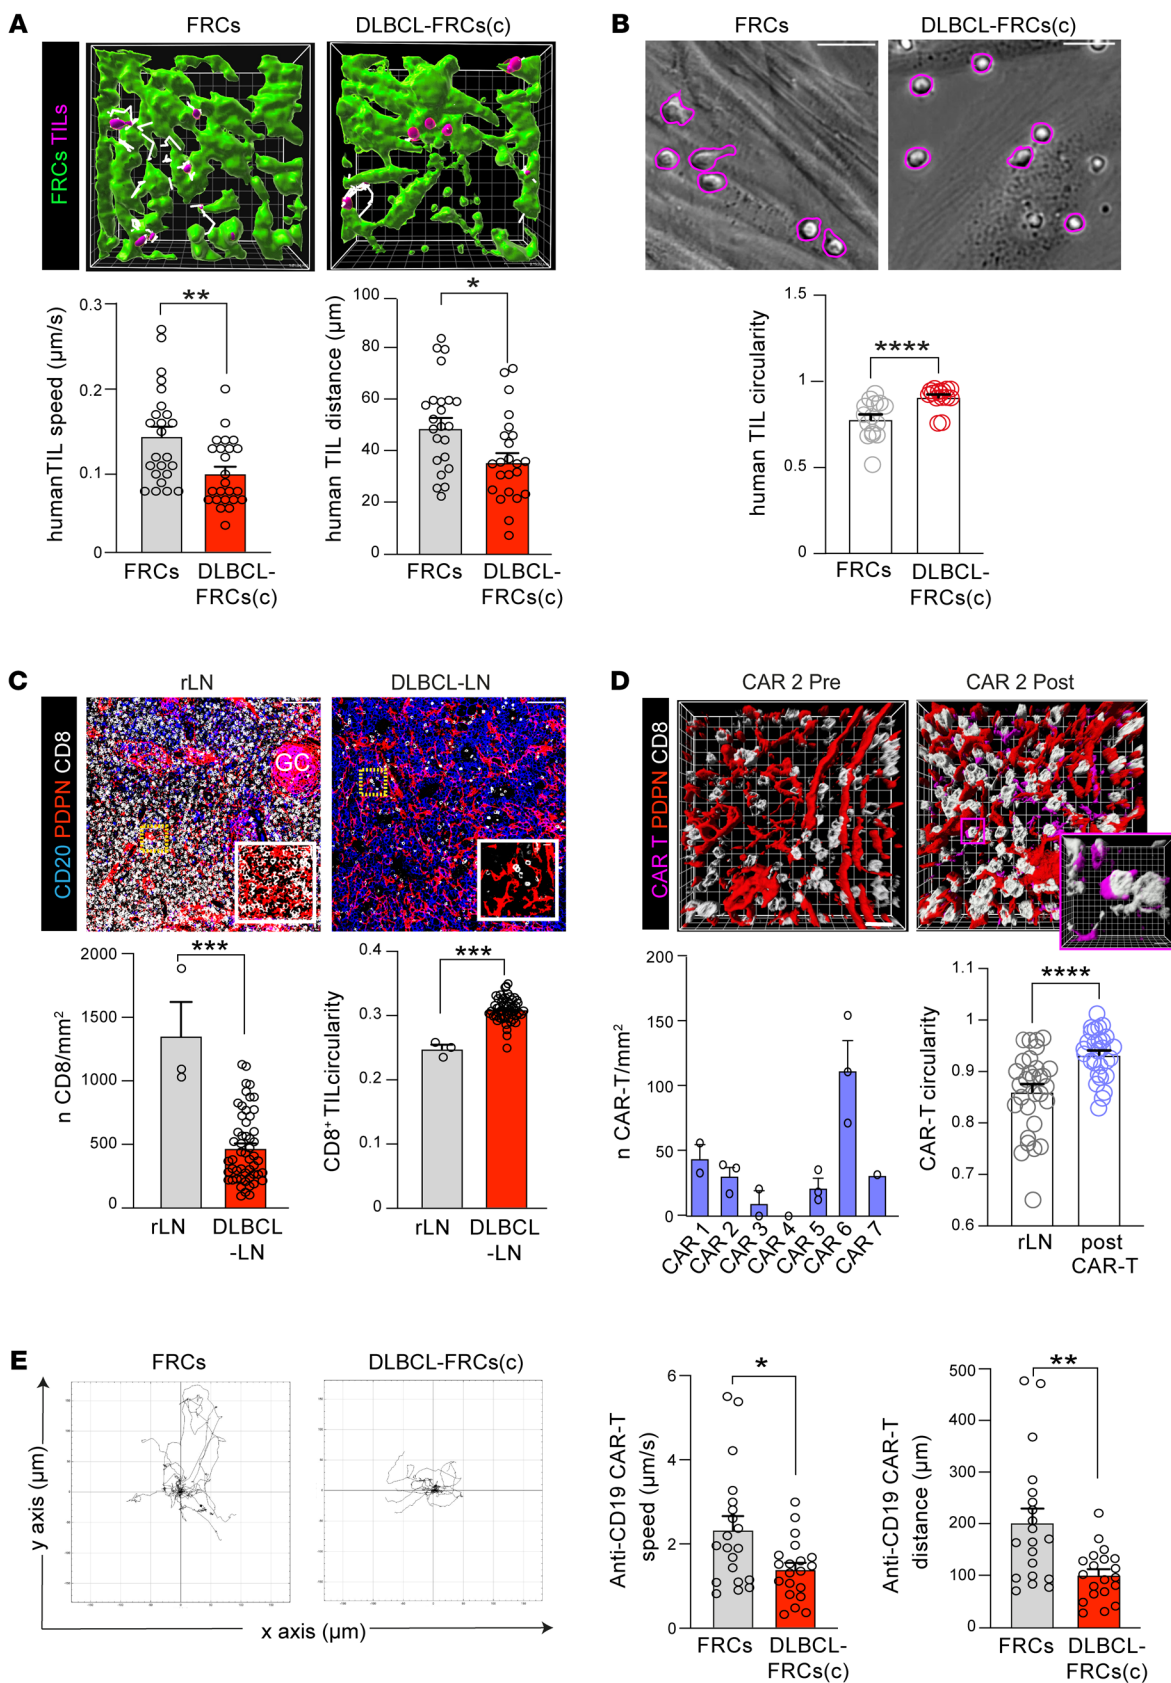 A
FRCs
DLBCL-FRCs(c)
FRCs TILs
humanTIL speed (µm/s)
0.3
0.2
0.1
0
**
FRCs
DLBCL-
FRCs(c)
human TIL distance (µm)
100
80
60
40
20
0
*
FRCs
DLBCL-
FRCs(c)
B
FRCs
DLBCL-FRCs(c)
human TIL circularity
1.5
1
0.5
0
****
FRCs
DLBCL-
FRCs(c)
C
rLN
DLBCL-LN
CD20 PDPN CD8
GC
n CD8/mm²
2000
1500
1000
500
0
***
rLN
DLBCL
-LN
CD8⁺ TILcircularity
0.4
0.3
0.2
0.1
0
***
rLN
DLBCL
-LN
D
CAR 2 Pre
CAR 2 Post
CAR T PDPN CD8
n CAR-T/mm²
200
150
100
50
0
CAR 1
CAR 2
CAR 3
CAR 4
CAR 5
CAR 6
CAR 7
CAR-T circularity
1.1
1.0
0.9
0.8
0.7
0.6
****
rLN
post
CAR-T
E
FRCs
DLBCL-FRCs(c)
y axis (µm)
x axis (µm)
Anti-CD19 CAR-T
speed (µm/s)
6
4
2
0
*
FRCs
DLBCL-
FRCs(c)
Anti-CD19 CAR-T
distance (µm)
500
400
300
200
100
0
**
FRCs
DLBCL-
FRCs(c)